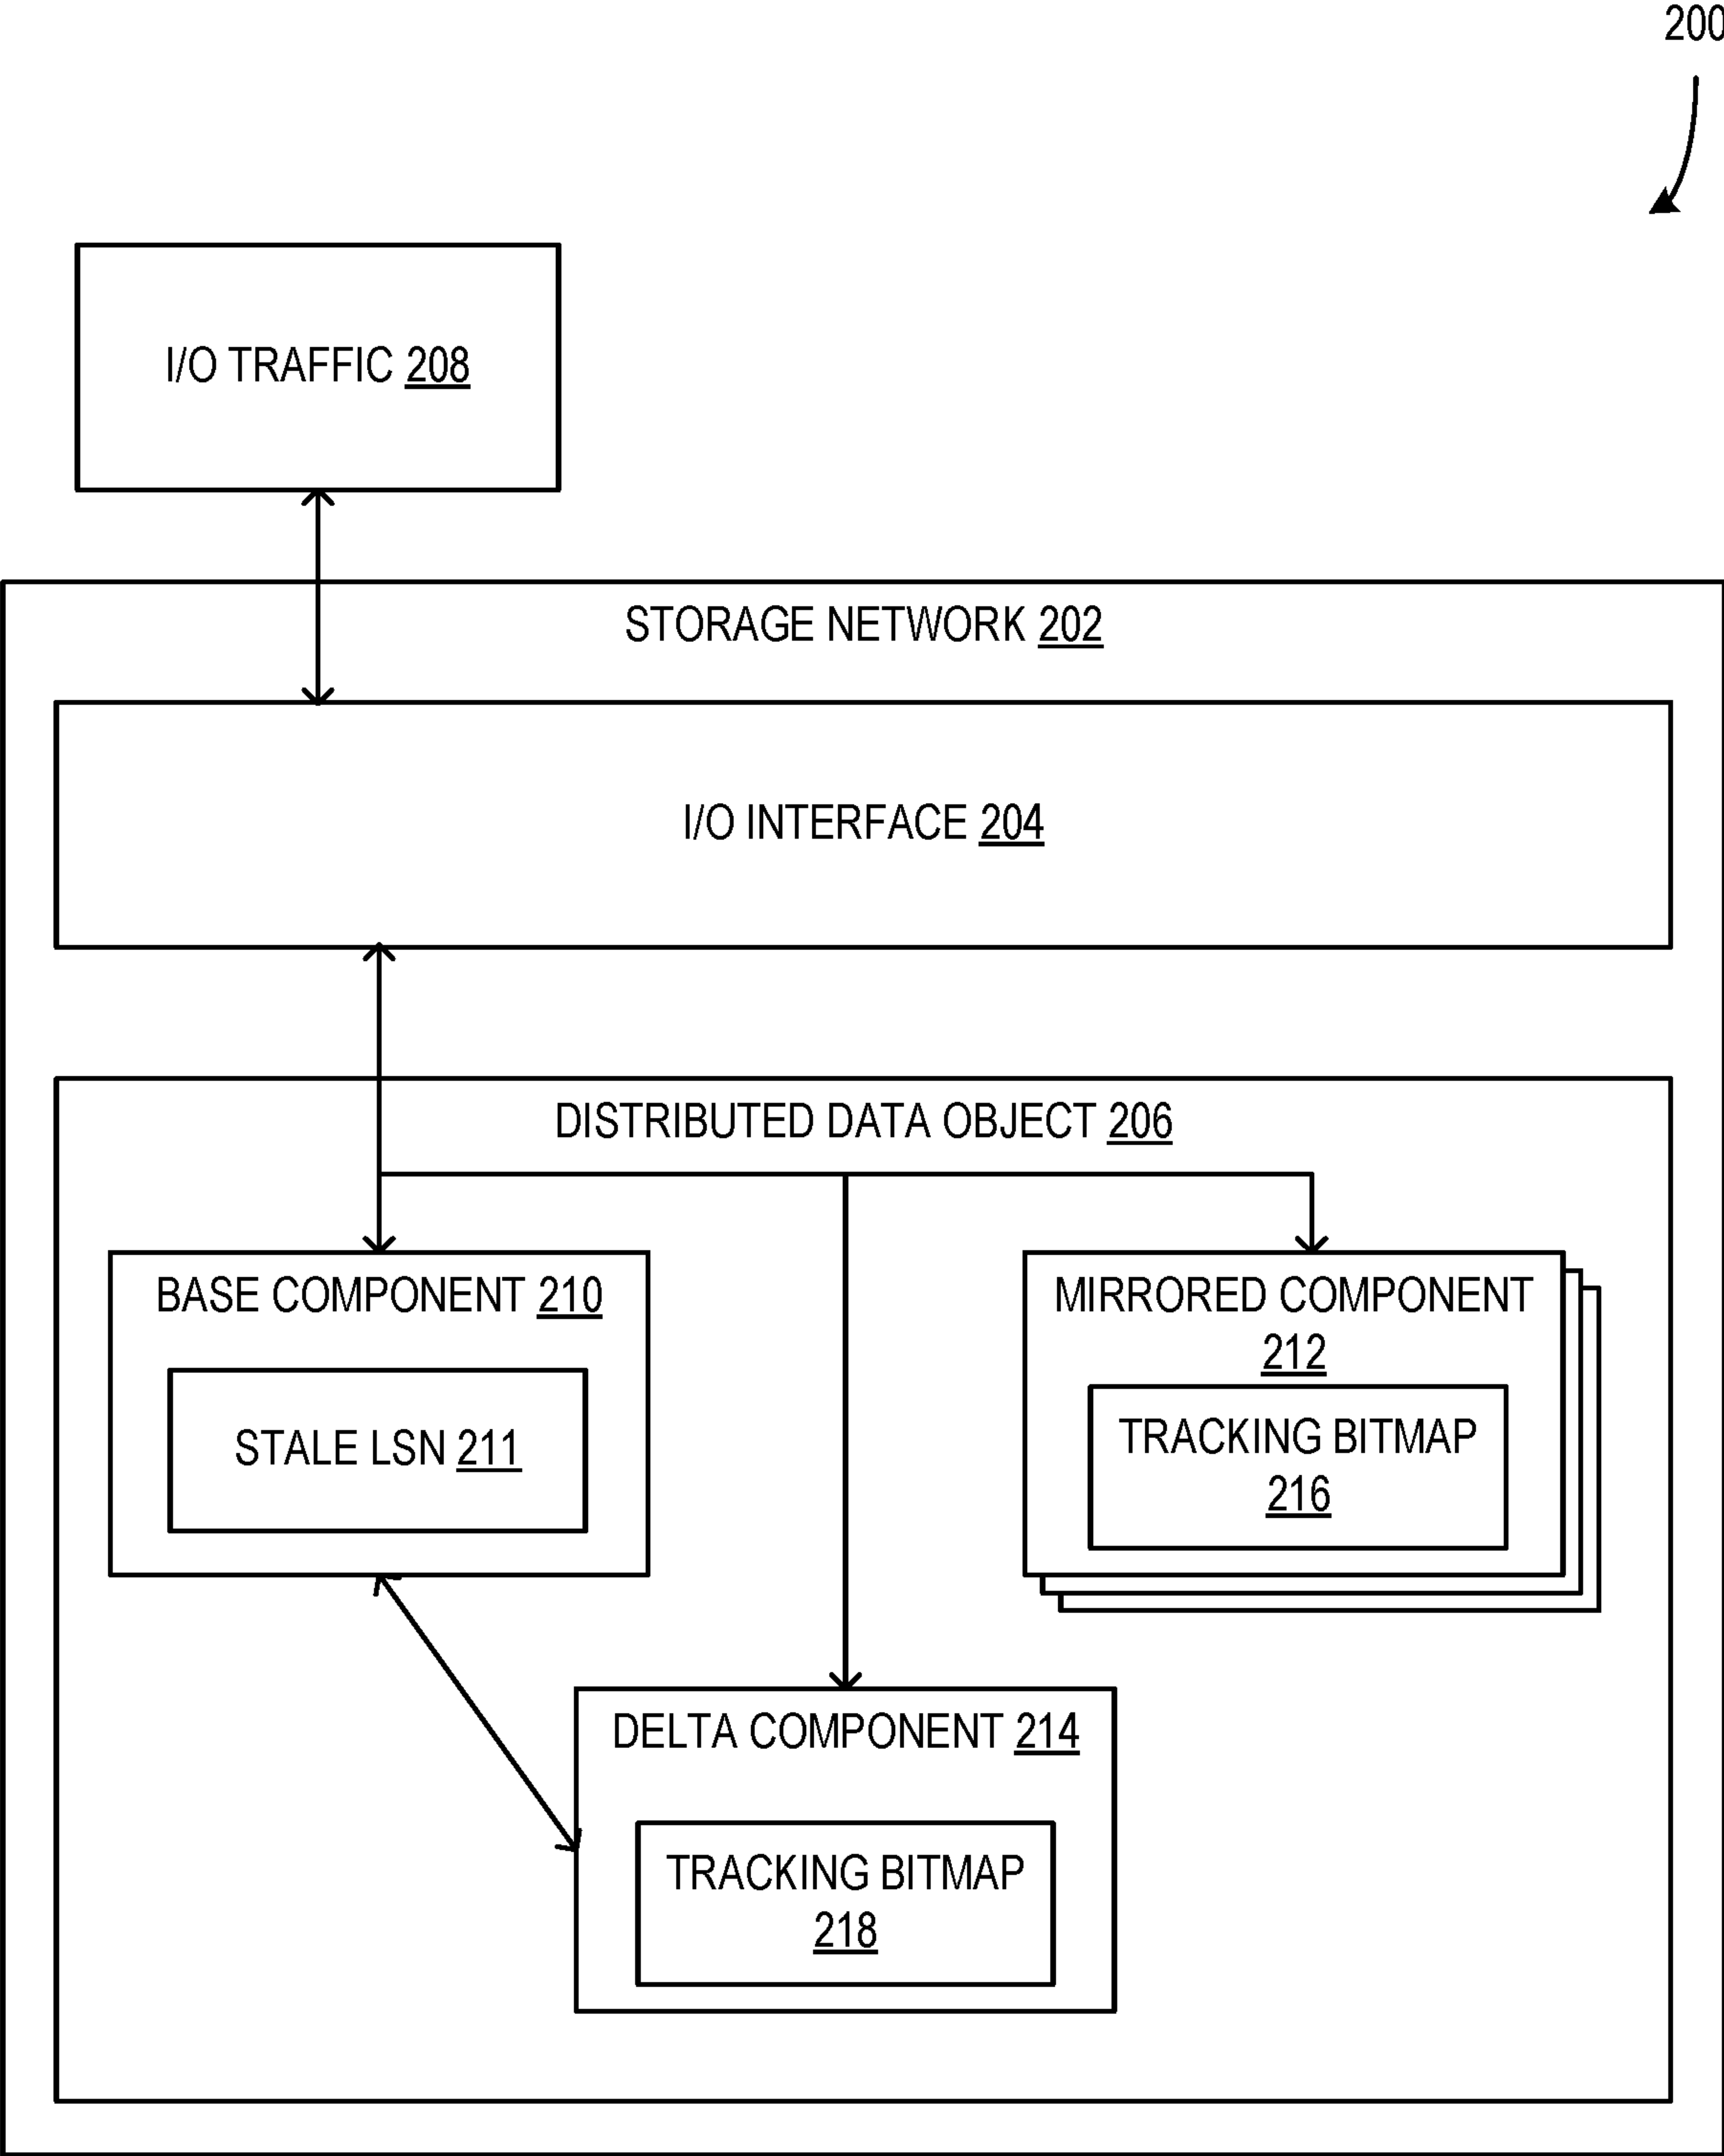 200
I/O TRAFFIC 208
STORAGE NETWORK 202
I/O INTERFACE 204
DISTRIBUTED DATA OBJECT 206
BASE COMPONENT 210
STALE LSN 211
MIRRORED COMPONENT
212
TRACKING BITMAP
216
DELTA COMPONENT 214
TRACKING BITMAP
218